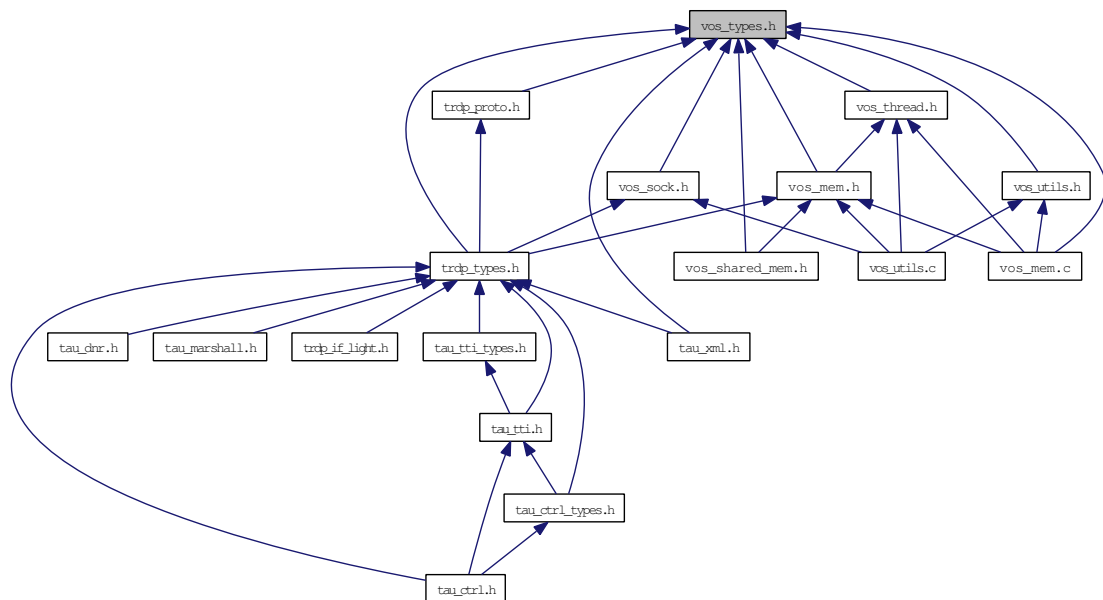 vos_types.h
trdp_proto.h
vos_thread.h
vos_sock.h
vos_mem.h
vos_utils.h
trdp_types.h
vos_shared_mem.h
vos_utils.c
vos_mem.c
tau_dnr.h
tau_marshall.h
trdp_if_light.h
tau_tti_types.h
tau_xml.h
tau_tti.h
tau_ctrl_types.h
tau_ctrl.h